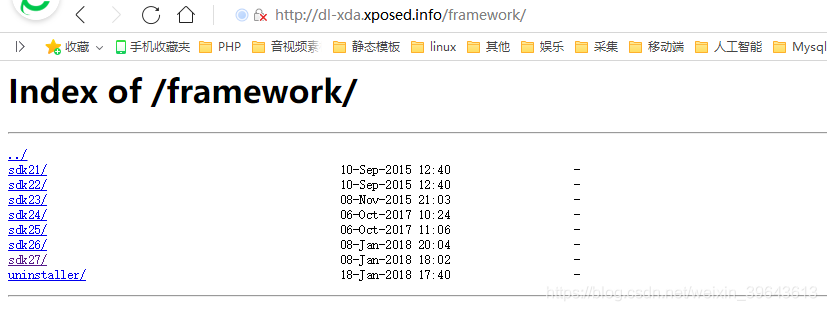 http://dl-xda.xposed.info/framework/
收藏 手机收藏夹 PHP 音视频素 静态模板 linux 其他 娱乐 采集 移动端 人工智能 Mysql
Index of /framework/
../
sdk21/ 10-Sep-2015 12:40 -
sdk22/ 10-Sep-2015 12:40 -
sdk23/ 08-Nov-2015 21:03 -
sdk24/ 06-Oct-2017 10:24 -
sdk25/ 06-Oct-2017 11:06 -
sdk26/ 08-Jan-2018 20:04 -
sdk27/ 08-Jan-2018 18:02 -
uninstaller/ 18-Jan-2018 17:40 -
https://blog.csdn.net/weixin_39643613